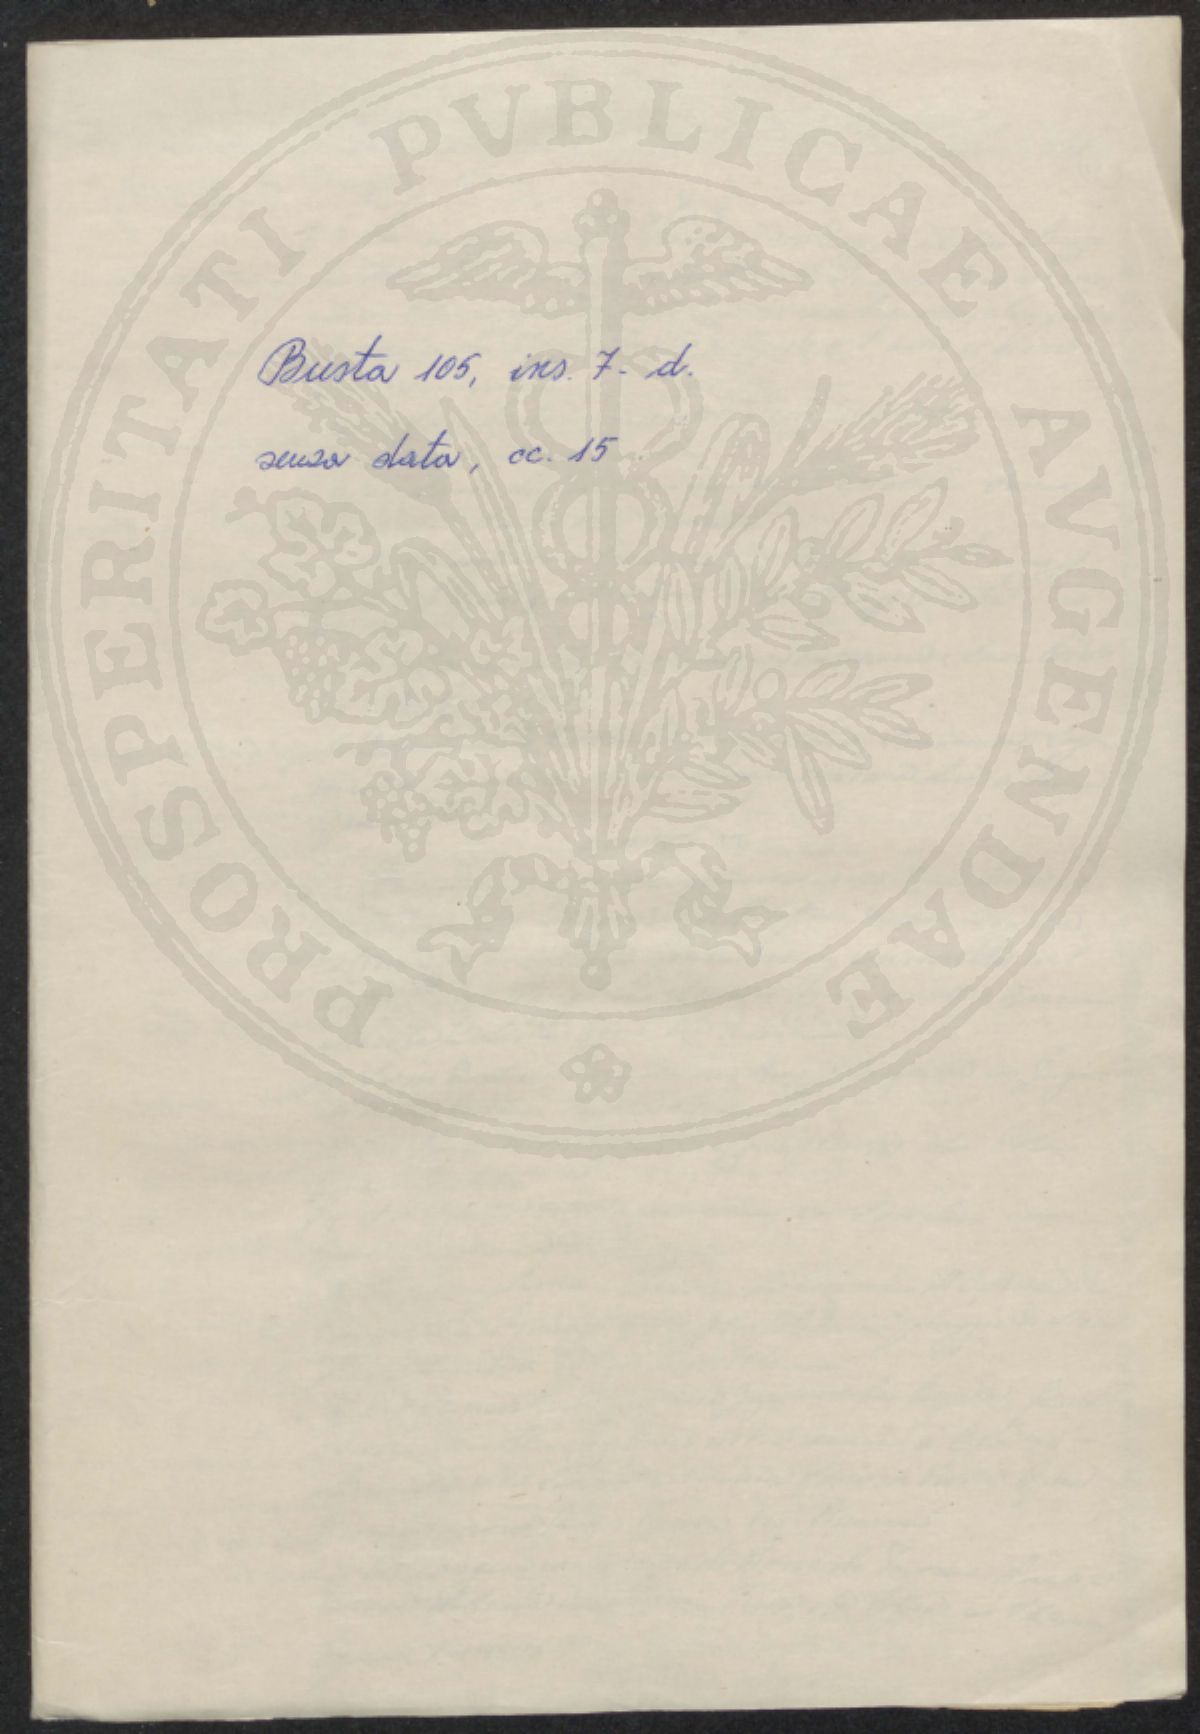 PROSPERITATI PVBLICAE AVGENDAE
Busta 105, ins. 7. d.
senza data, cc. 15